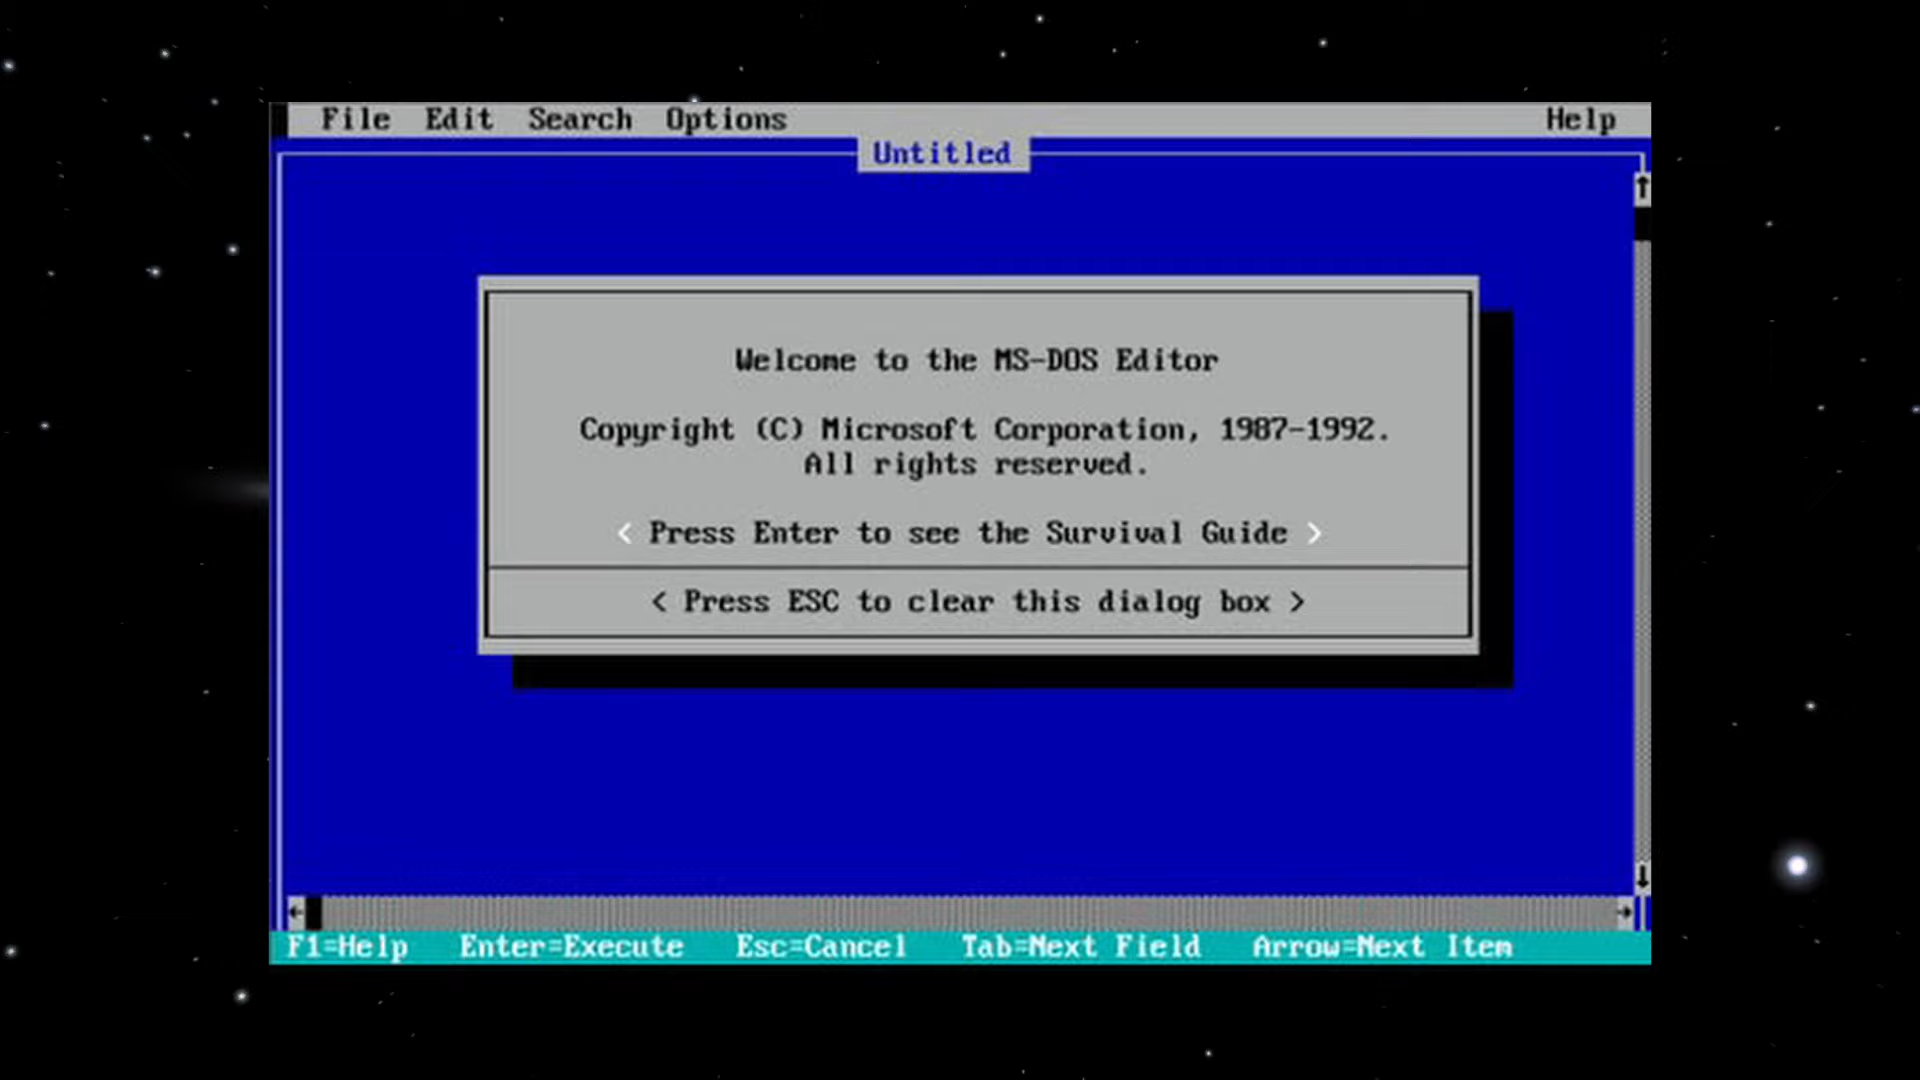 File Edit Search Options Help
Untitled
Welcome to the MS-DOS Editor
Copyright (C) Microsoft Corporation, 1987-1992.
All rights reserved.
< Press Enter to see the Survival Guide >
< Press ESC to clear this dialog box >
F1=Help Enter=Execute Esc=Cancel Tab=Next Field Arrow=Next Item